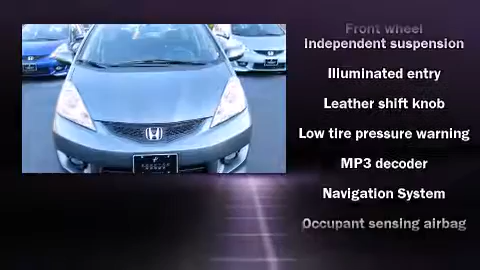 Front wheel
independent suspension
Illuminated entry
Leather shift knob
Low tire pressure warning
MP3 decoder
Navigation System
Occupant sensing airbag